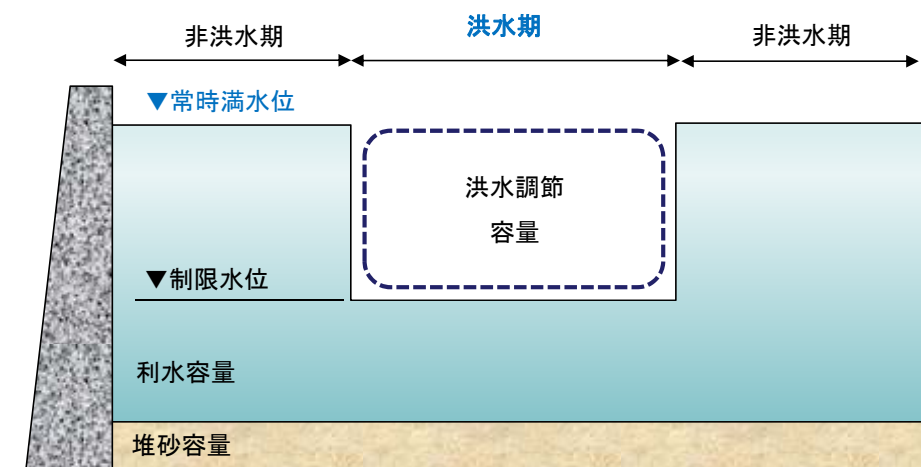 非洪水期
洪水期
非洪水期
▼常時満水位
洪水調節
容量
▼制限水位
利水容量
堆砂容量